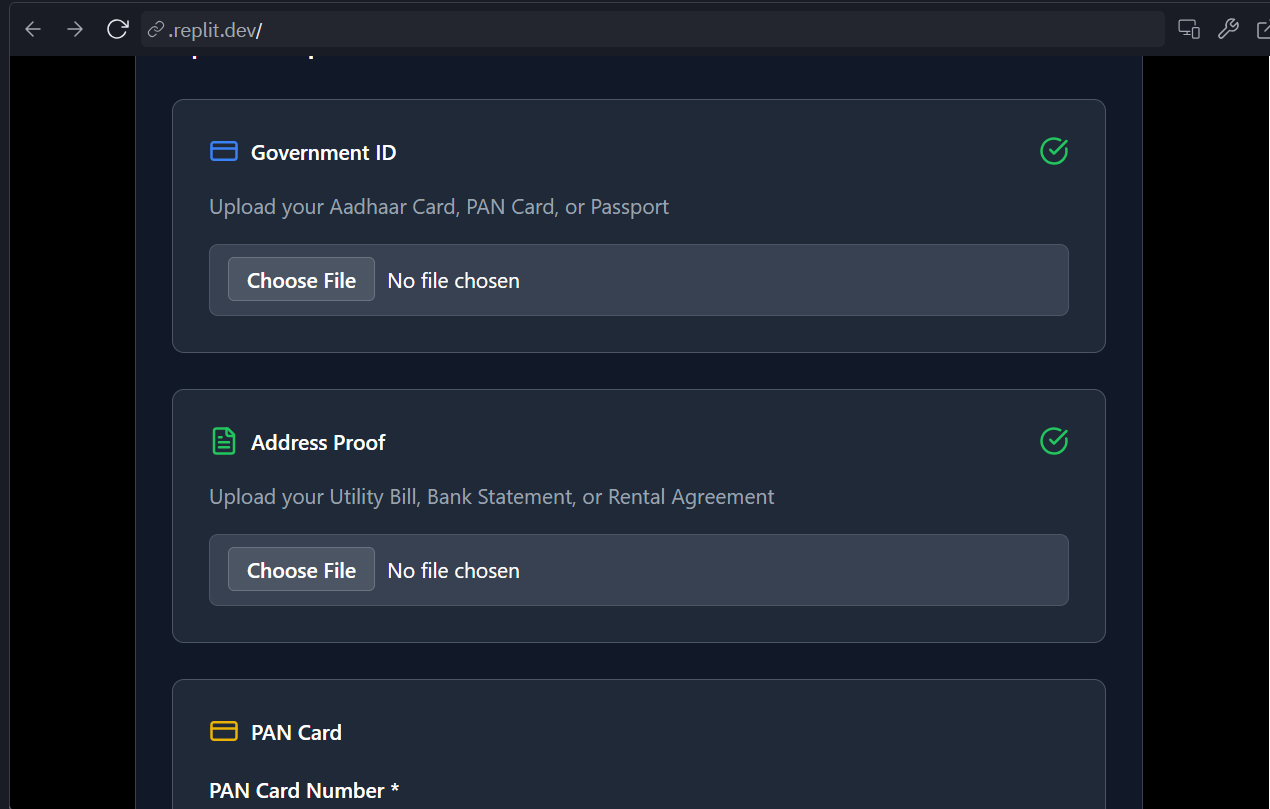 .replit.dev/
Government ID
Upload your Aadhaar Card, PAN Card, or Passport
Choose File No file chosen
Address Proof
Upload your Utility Bill, Bank Statement, or Rental Agreement
Choose File No file chosen
PAN Card
PAN Card Number *